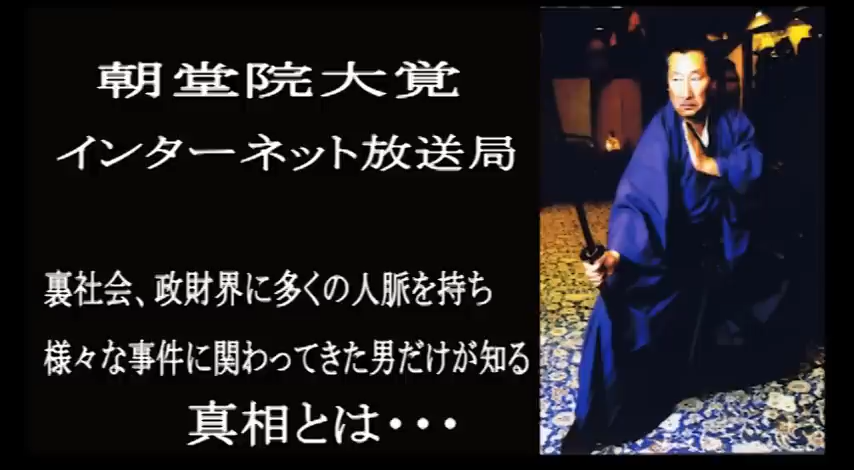 朝堂院大覚
インターネット放送局
裏社会、政財界に多くの人脈を持ち
様々な事件に関わってきた男だけが知る
真相とは・・・